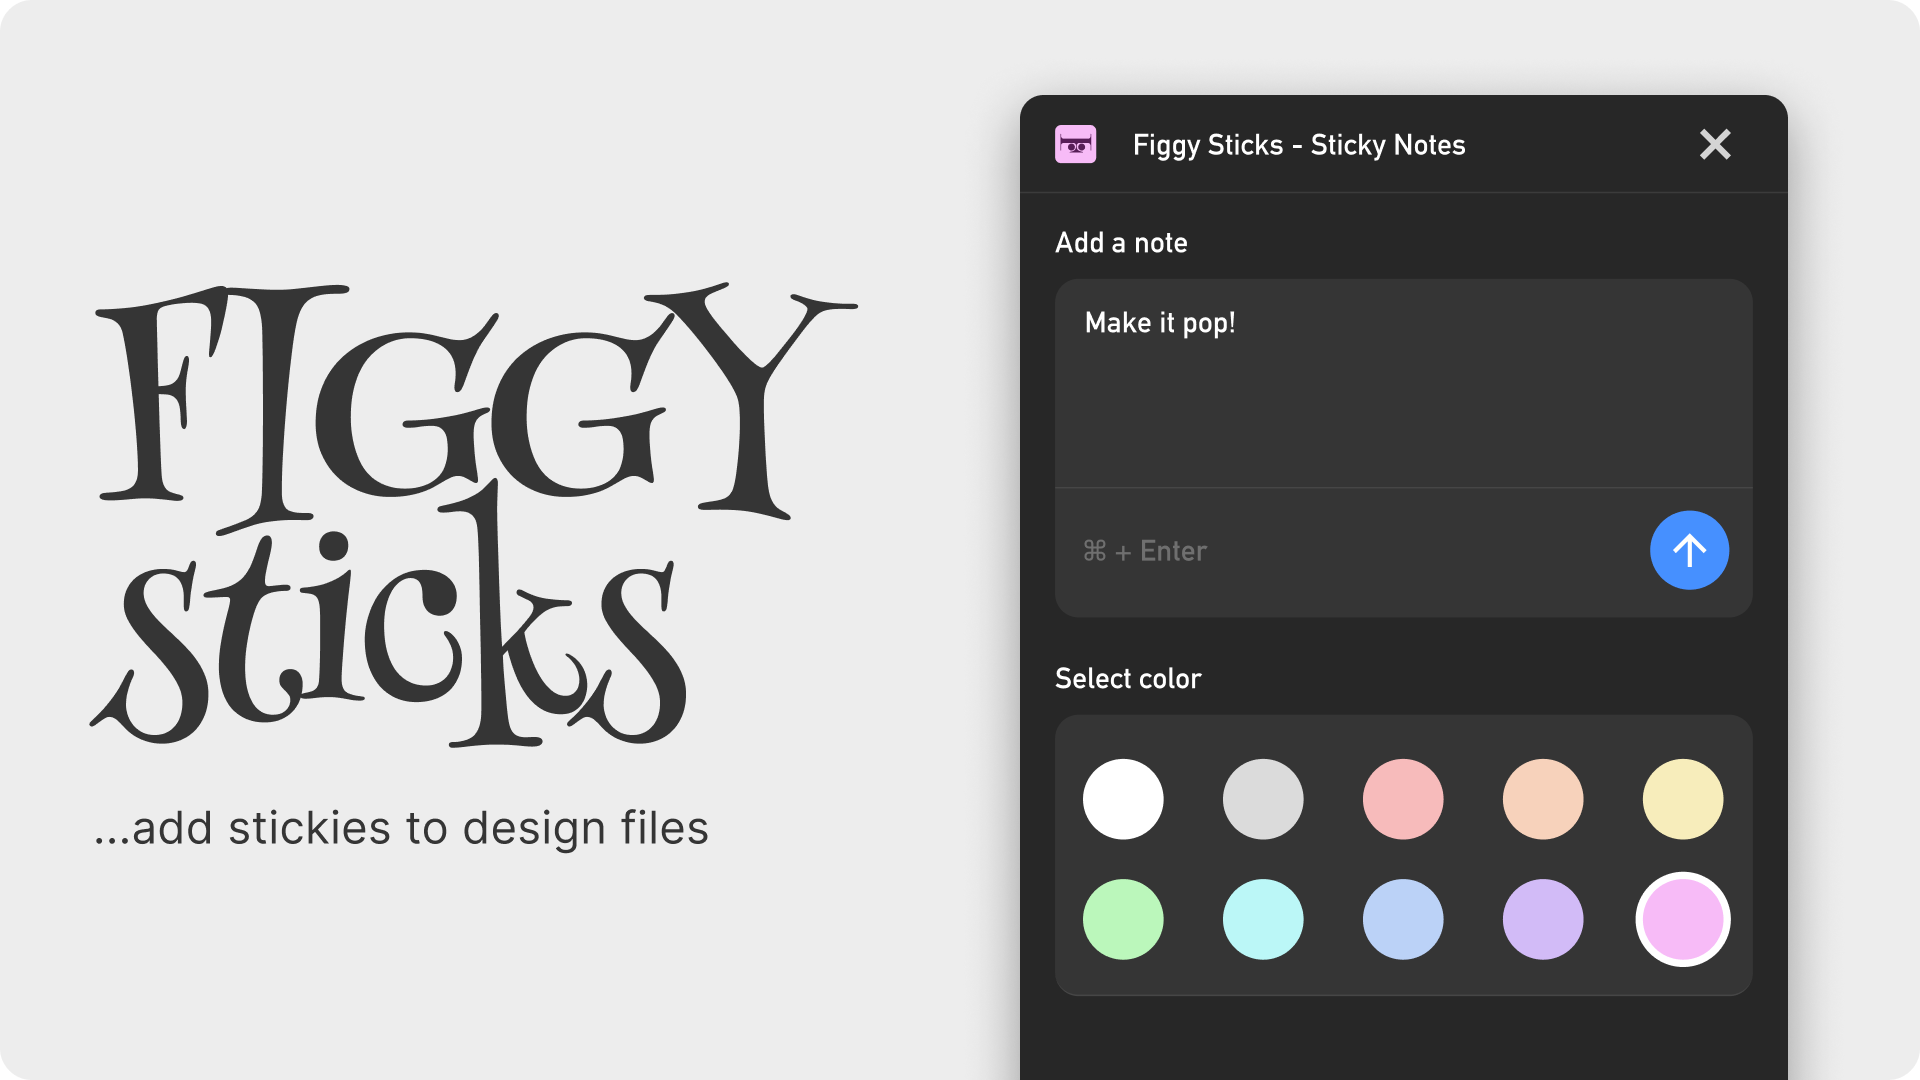 FIGGY
sticks
...add stickies to design files
Figgy Sticks - Sticky Notes
Add a note
Make it pop!
⌘ + Enter
Select color